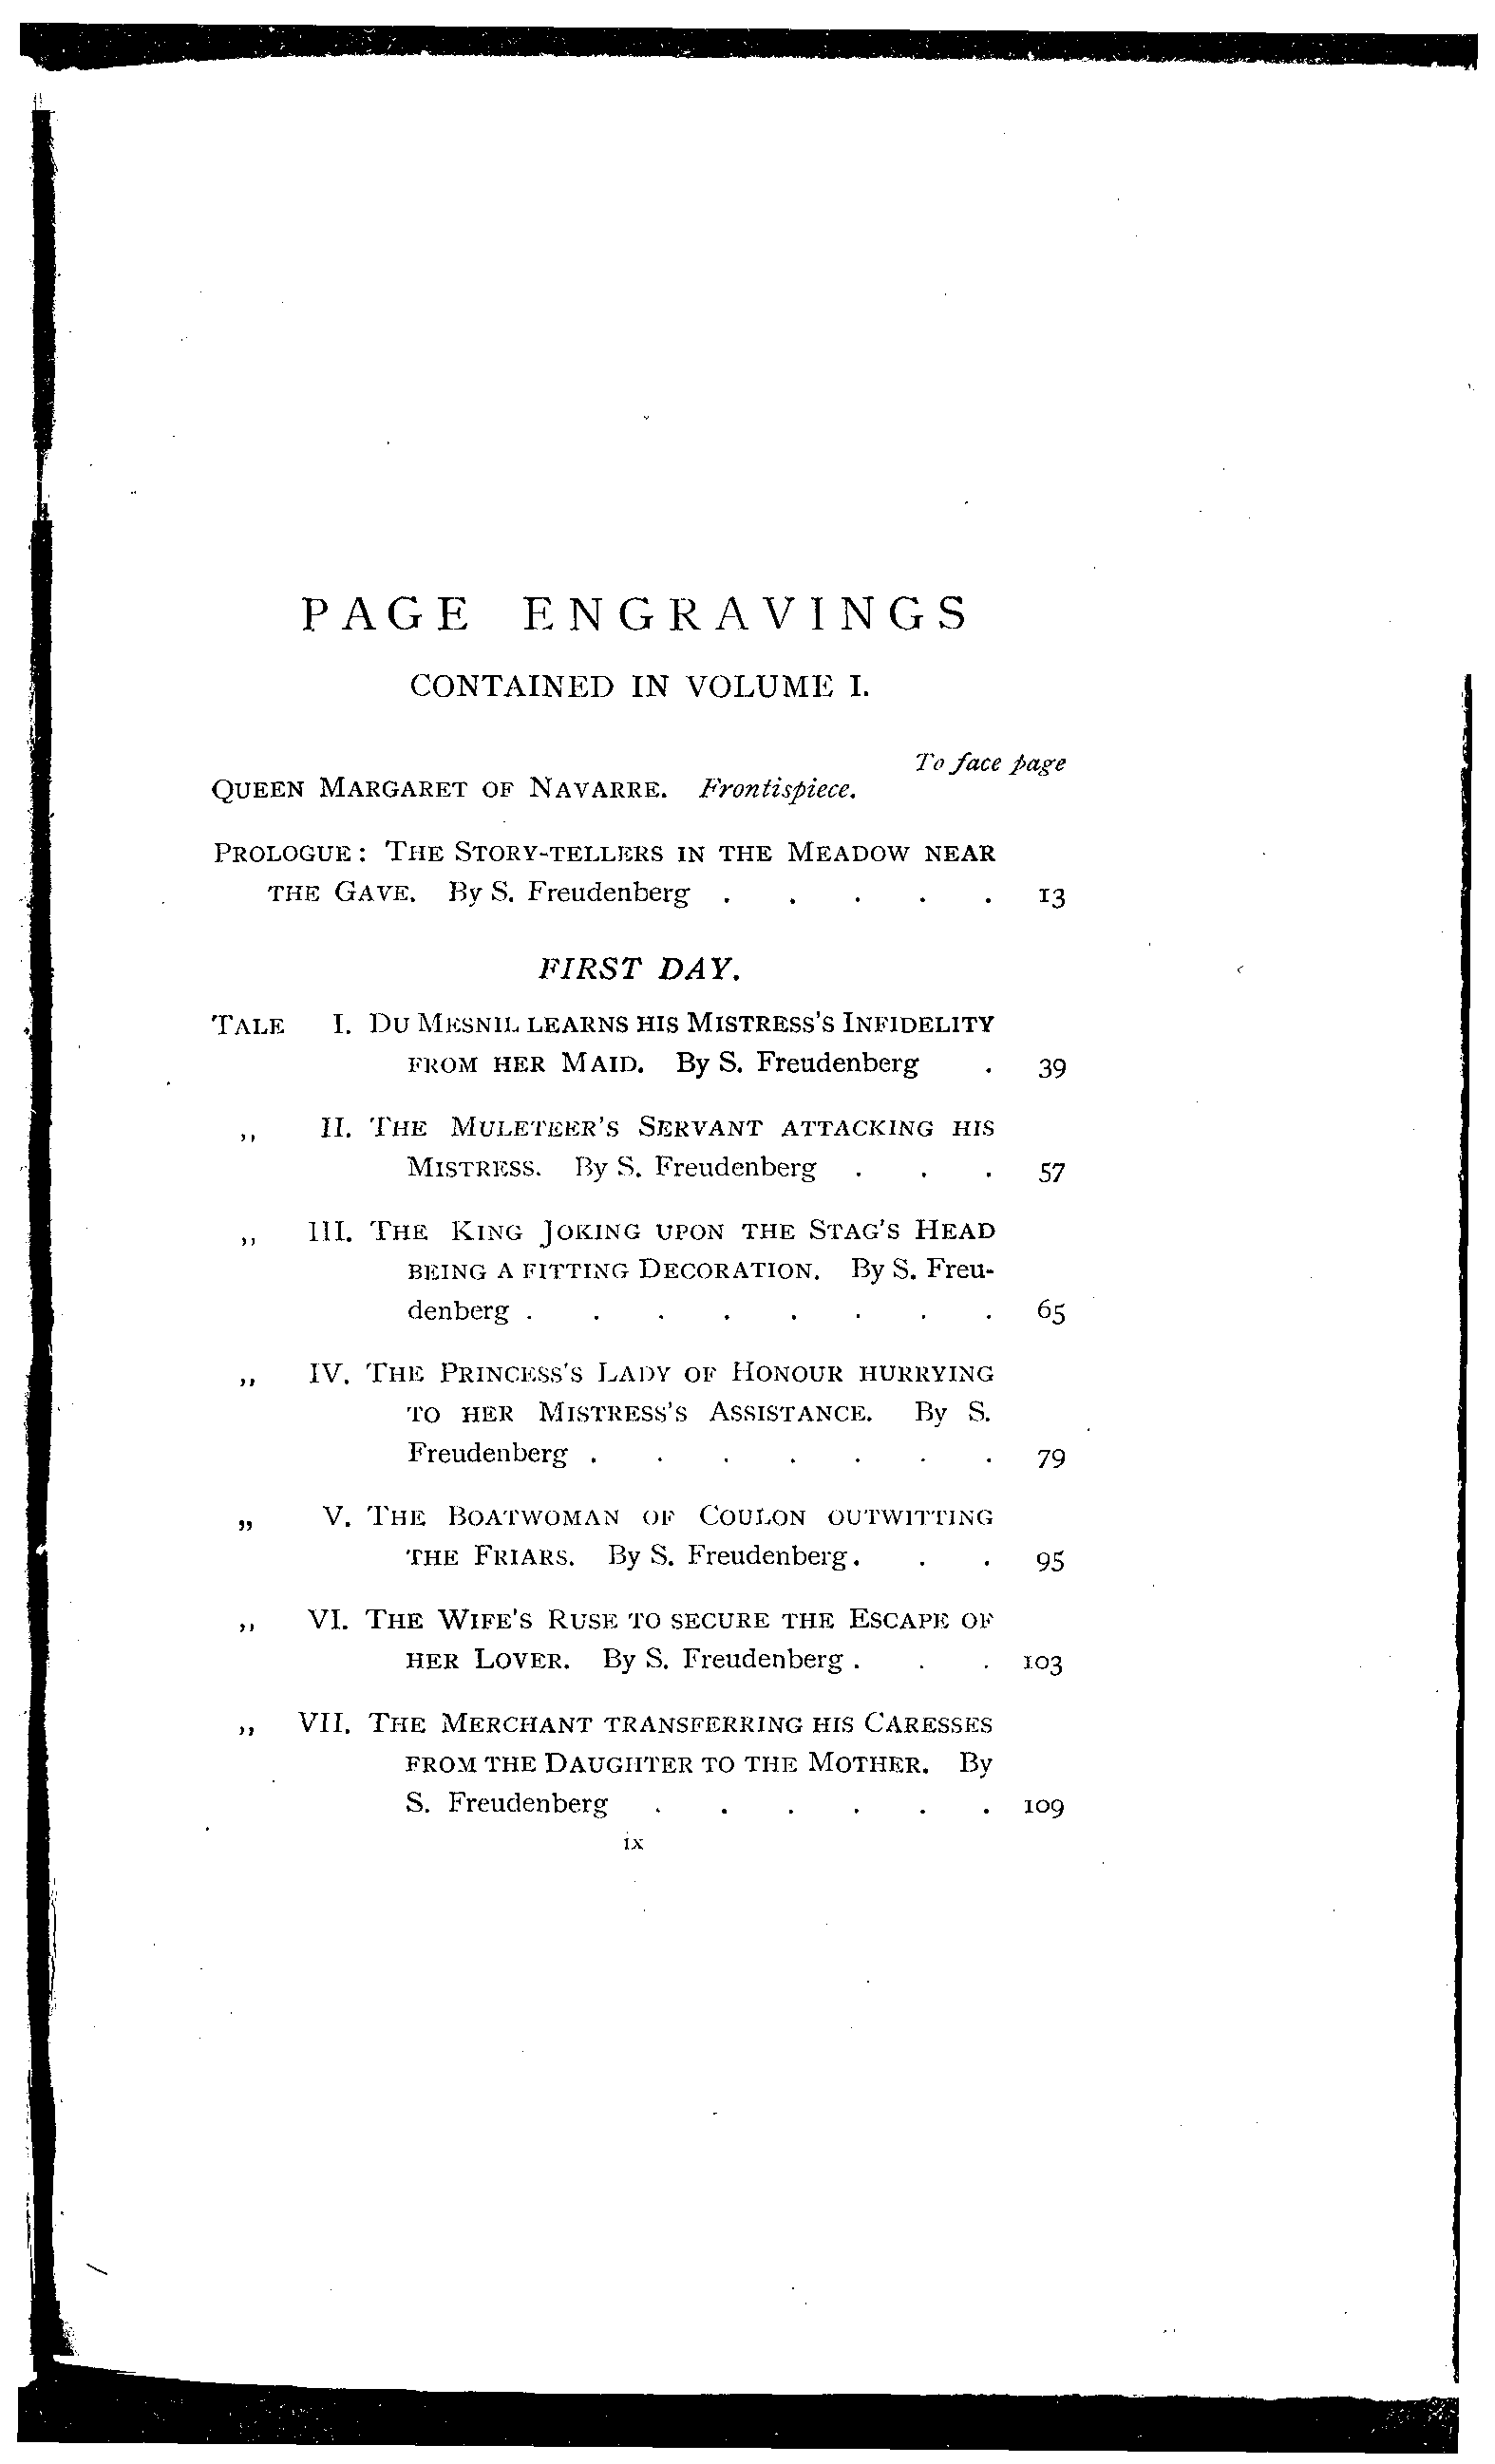 PAGE ENGRAVINGS
CONTAINED IN VOLUME I.
To face page
QUEEN MARGARET OF NAVARRE. Frontispiece.
PROLOGUE: THE STORY-TELLERS IN THE MEADOW NEAR
THE GAVE. By S. Freudenberg . . . . . 13
FIRST DAY.
TALE I. DU MESNIL LEARNS HIS MISTRESS'S INFIDELITY
FROM HER MAID. By S. Freudenberg . 39
,, II. THE MULETEER'S SERVANT ATTACKING HIS
MISTRESS. By S. Freudenberg . . . 57
,, III. THE KING JOKING UPON THE STAG'S HEAD
BEING A FITTING DECORATION. By S. Freu-
denberg . . . . . . . . 65
,, IV. THE PRINCESS'S LADY OF HONOUR HURRYING
TO HER MISTRESS'S ASSISTANCE. By S.
Freudenberg . . . . . . . 79
,, V. THE BOATWOMAN OF COULON OUTWITTING
THE FRIARS. By S. Freudenberg . . . 95
,, VI. THE WIFE'S RUSE TO SECURE THE ESCAPE OF
HER LOVER. By S. Freudenberg . . . 103
,, VII. THE MERCHANT TRANSFERRING HIS CARESSES
FROM THE DAUGHTER TO THE MOTHER. By
S. Freudenberg . . . . . . 109
ix